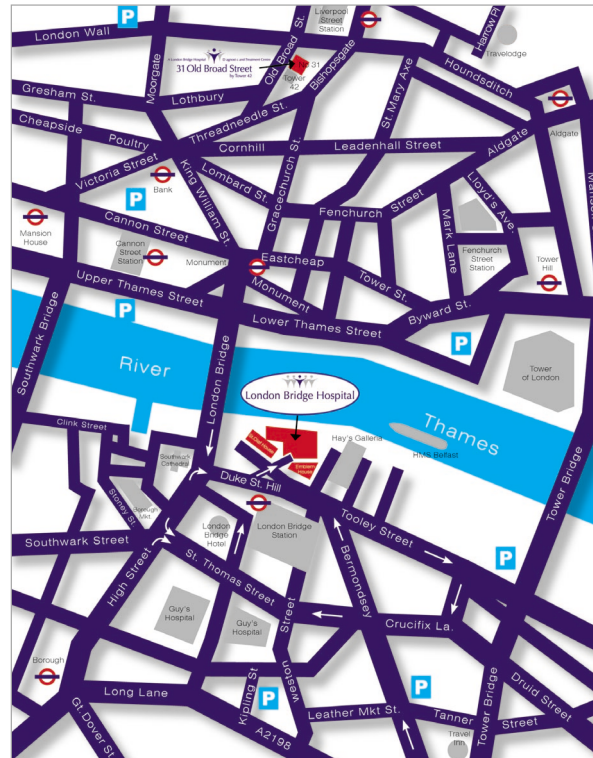 P
Liverpool
Street
Station
London Wall
Moorgate
Old Broad St.
Bishopsgate
Harrow Pl
Travelodge
31 Old Broad Street
by Tower 42
No 31
Tower
42
Houndsditch
St. Mary Axe
Gresham St.
Lothbury
Aldgate
Aldgate
Cheapside
Poultry
Threadneedle St.
Cornhill
Leadenhall Street
Victoria Street
Bank
King William St.
Lombard St.
Gracechurch St.
Fenchurch
Street
Lloyd's Ave.
Mark Lane
P
Mansion
House
Cannon Street
Cannon
Street
Station
Monument
Eastcheap
Monument
Tower St.
Fenchurch
Street
Station
Tower
Hill
Upper Thames Street
P
Lower Thames Street
Byward St.
P
Southwark Bridge
River
London Bridge
Thames
Tower
of London
London Bridge Hospital
Clink Street
Southwark
Cathedral
Emblem
House
Hay's Galleria
HMS Belfast
Tower Bridge
Stoney St.
Borough
Mkt.
Duke St. Hill
London
Bridge
Hotel
London Bridge
Station
Tooley Street
P
Southwark Street
High Street
St. Thomas Street
Bermondsey
Guy's
Hospital
Guy's
Hospital
Street
Crucifix La.
Borough
Long Lane
Kipling St
P
Weston
P
Druid Street
Gt. Dover St
A2198
Leather Mkt St.
Tanner
Street
Travel
Inn
Tower Bridge